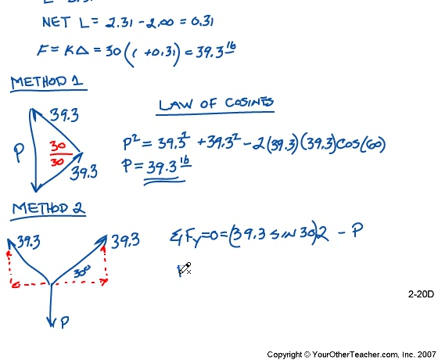 NET L = 2.31 - 2.00 = 0.31
F = KΔ = 30(1 + 0.31) = 39.3 lb
METHOD 1
LAW OF COSINES
39.3
P
30
30
39.3
P² = 39.3² + 39.3² - 2(39.3)(39.3)COS(60)
P = 39.3 lb
METHOD 2
39.3
39.3
30°
P
ΣFy=0=(39.3 SIN 30)2 - P
2-20D
Copyright © YourOtherTeacher.com, Inc. 2007